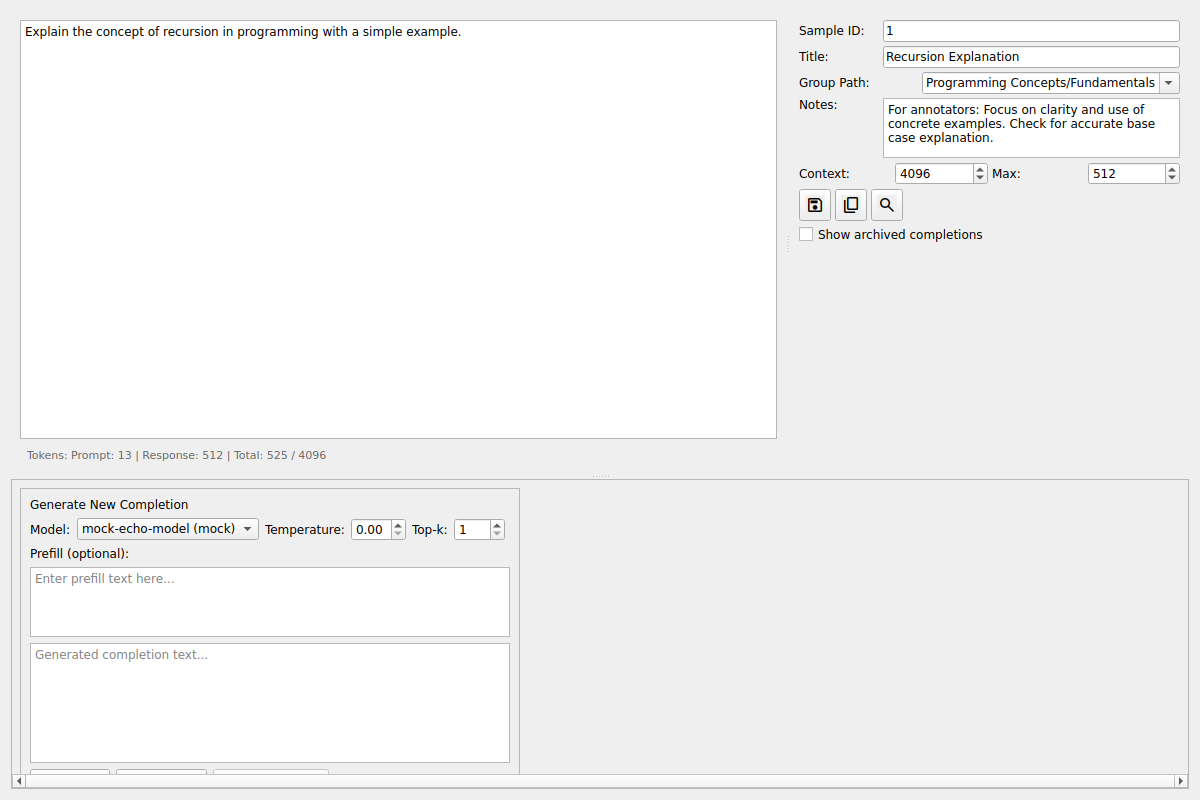 Explain the concept of recursion in programming with a simple example.
Sample ID: 1
Title: Recursion Explanation
Group Path: Programming Concepts/Fundamentals
Notes: For annotators: Focus on clarity and use of
concrete examples. Check for accurate base
case explanation.
Context: 4096 Max: 512
Show archived completions
Tokens: Prompt: 13 | Response: 512 | Total: 525 / 4096
Generate New Completion
Model: mock-echo-model (mock) Temperature: 0.00 Top-k: 1
Prefill (optional):
Enter prefill text here...
Generated completion text...